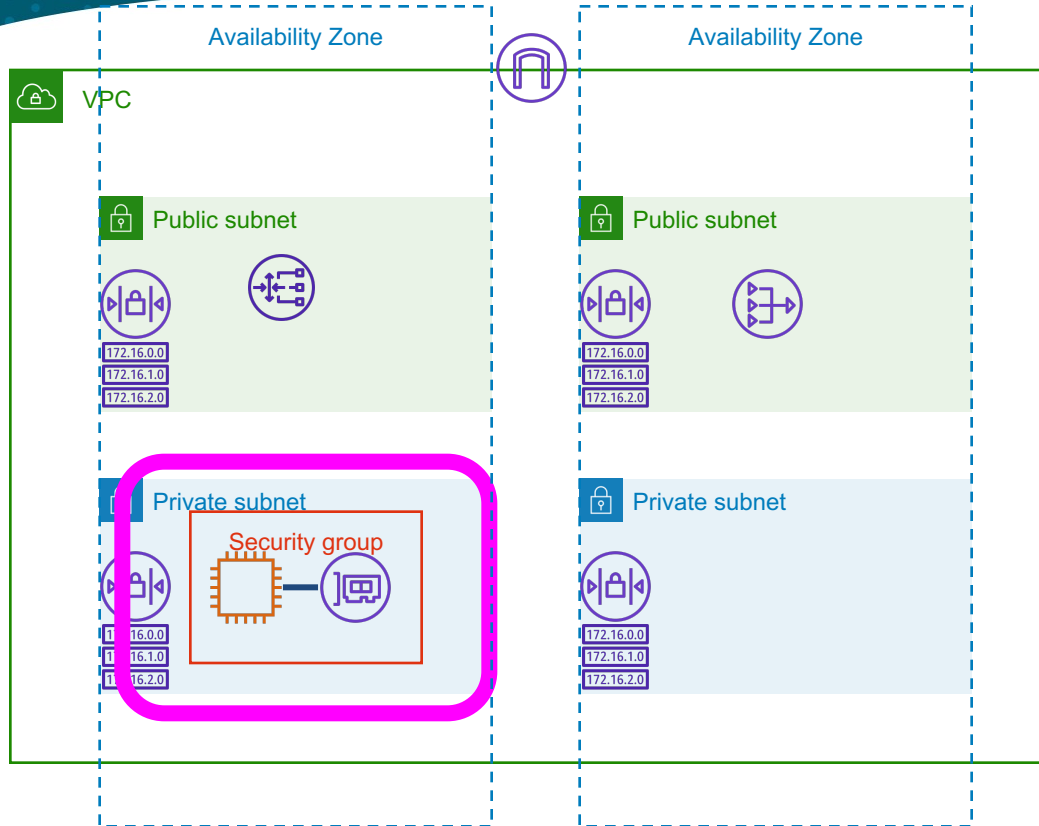 Availability Zone
Availability Zone
VPC
Public subnet
Public subnet
172.16.0.0
172.16.1.0
172.16.2.0
172.16.0.0
172.16.1.0
172.16.2.0
Private subnet
Private subnet
Security group
16.0.0
16.1.0
16.2.0
172.16.0.0
172.16.1.0
172.16.2.0